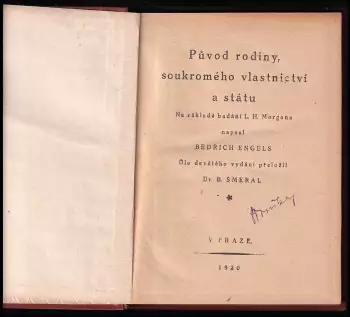 Původ rodiny,
soukromého vlastnictví
a státu
Na základě badání L. H. Morgana
napsal
BEDŘICH ENGELS
Dle devátého vydání přeložil
Dr. B. ŠMERAL
*
V PRAZE,
1920